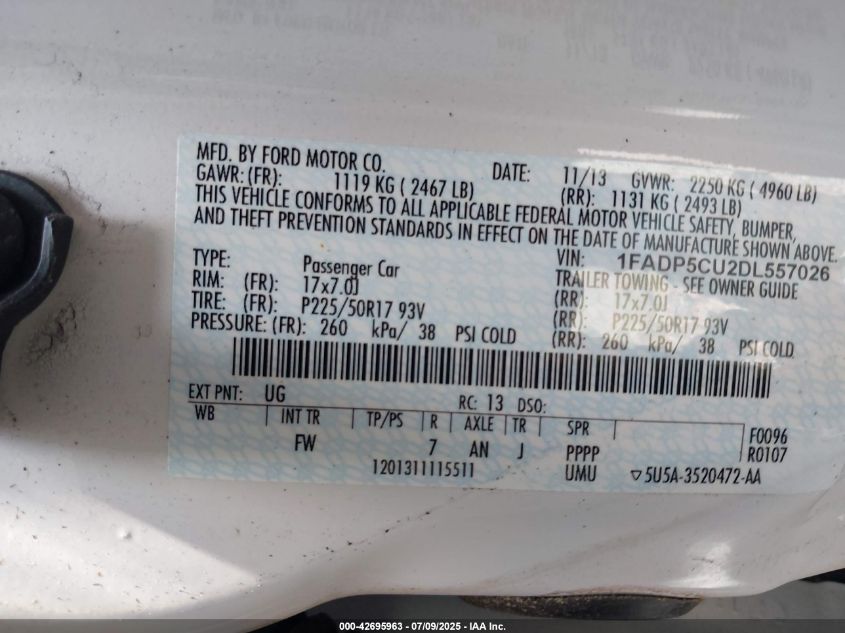 MFD. BY FORD MOTOR CO. DATE: 11/13 GVWR: 2250 KG ( 4960 LB)
GAWR: (FR): 1119 KG ( 2467 LB) (RR): 1131 KG ( 2493 LB)
THIS VEHICLE CONFORMS TO ALL APPLICABLE FEDERAL MOTOR VEHICLE SAFETY, BUMPER,
AND THEFT PREVENTION STANDARDS IN EFFECT ON THE DATE OF MANUFACTURE SHOWN ABOVE.
VIN: 1FADP5CU2DL557026
TYPE: Passenger Car TRAILER TOWING - SEE OWNER GUIDE
RIM: (FR): 17x7.0J (RR): 17x7.0J
TIRE: (FR): P225/50R17 93V (RR): P225/50R17 93V
PRESSURE: (FR): 260 kPa/ 38 PSI COLD (RR): 260 kPa/ 38 PSI COLD
EXT PNT: UG RC: 13 DSO:
WB INT TR TP/PS R AXLE TR SPR F0096
FW 7 AN J PPPP R0107
1201311115511 UMU ▽5U5A-3520472-AA
000-42695963 - 07/09/2025 - IAA Inc.